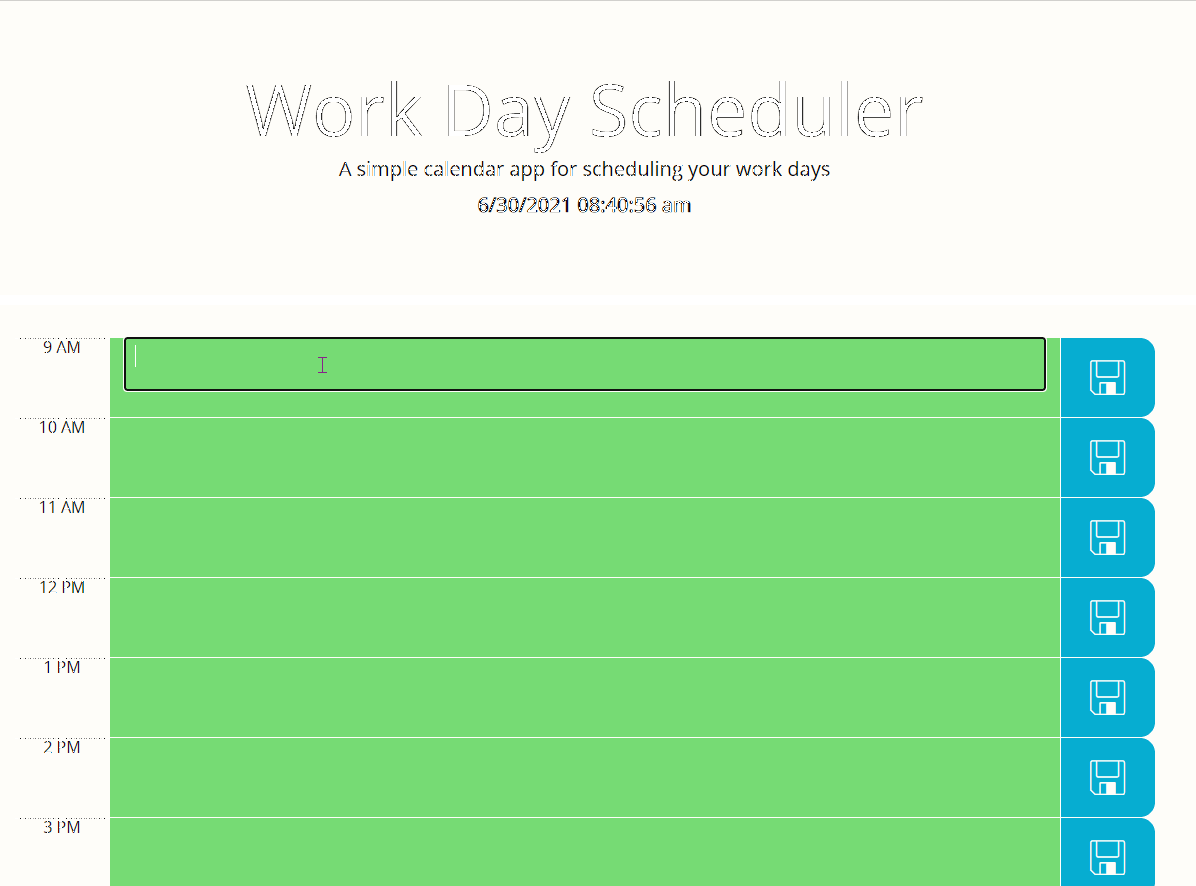 Work Day Scheduler
A simple calendar app for scheduling your work days
6/30/2021 08:40:56 am
9 AM
10 AM
11 AM
12 PM
1 PM
2 PM
3 PM